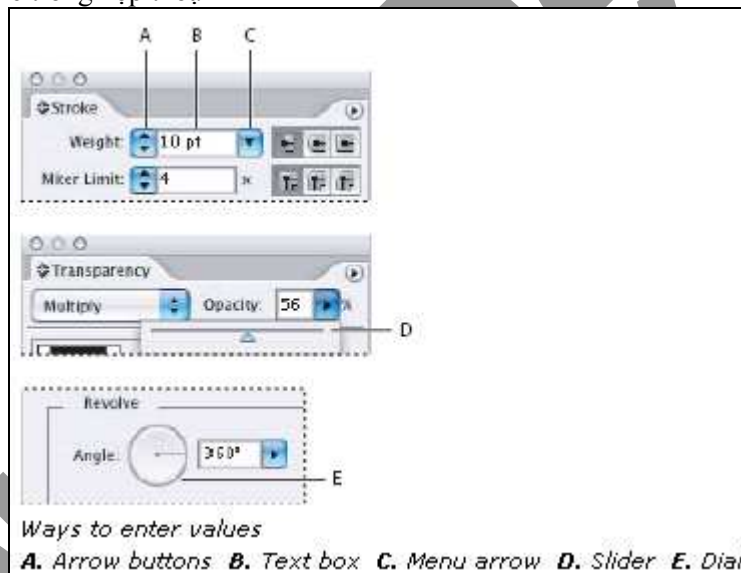 A B C
Stroke
Weight: 10 pt
Miter Limit: 4 x
Transparency
Multiply Opacity: 56 %
D
Revolve
Angle: 360°
E
Ways to enter values
A. Arrow buttons B. Text box C. Menu arrow D. Slider E. Dial